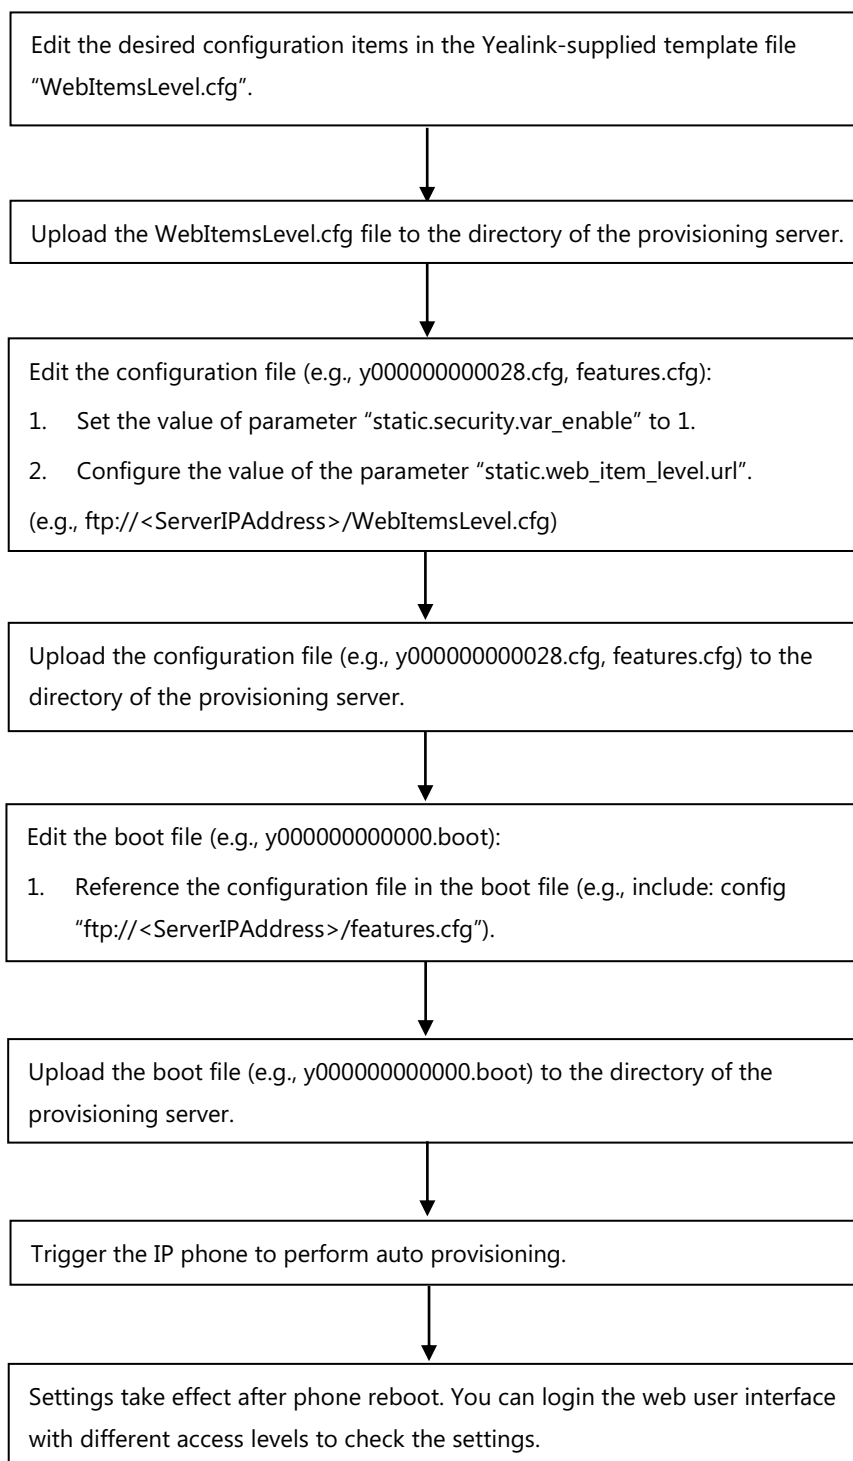 Edit the desired configuration items in the Yealink-supplied template file
“WebItemsLevel.cfg”.
Upload the WebItemsLevel.cfg file to the directory of the provisioning server.
Edit the configuration file (e.g., y000000000028.cfg, features.cfg):
1. Set the value of parameter “static.security.var_enable” to 1.
2. Configure the value of the parameter “static.web_item_level.url”.
(e.g., ftp://<ServerIPAddress>/WebItemsLevel.cfg)
Upload the configuration file (e.g., y000000000028.cfg, features.cfg) to the
directory of the provisioning server.
Edit the boot file (e.g., y000000000000.boot):
1. Reference the configuration file in the boot file (e.g., include: config
“ftp://<ServerIPAddress>/features.cfg”).
Upload the boot file (e.g., y000000000000.boot) to the directory of the
provisioning server.
Trigger the IP phone to perform auto provisioning.
Settings take effect after phone reboot. You can login the web user interface
with different access levels to check the settings.